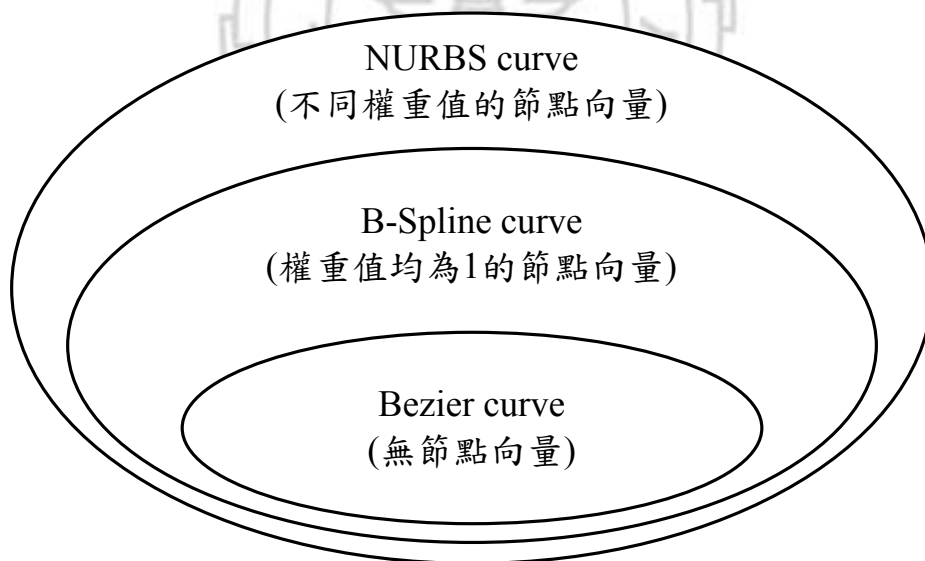 NURBS curve
(不同權重值的節點向量)
B-Spline curve
(權重值均為1的節點向量)
Bezier curve
(無節點向量)